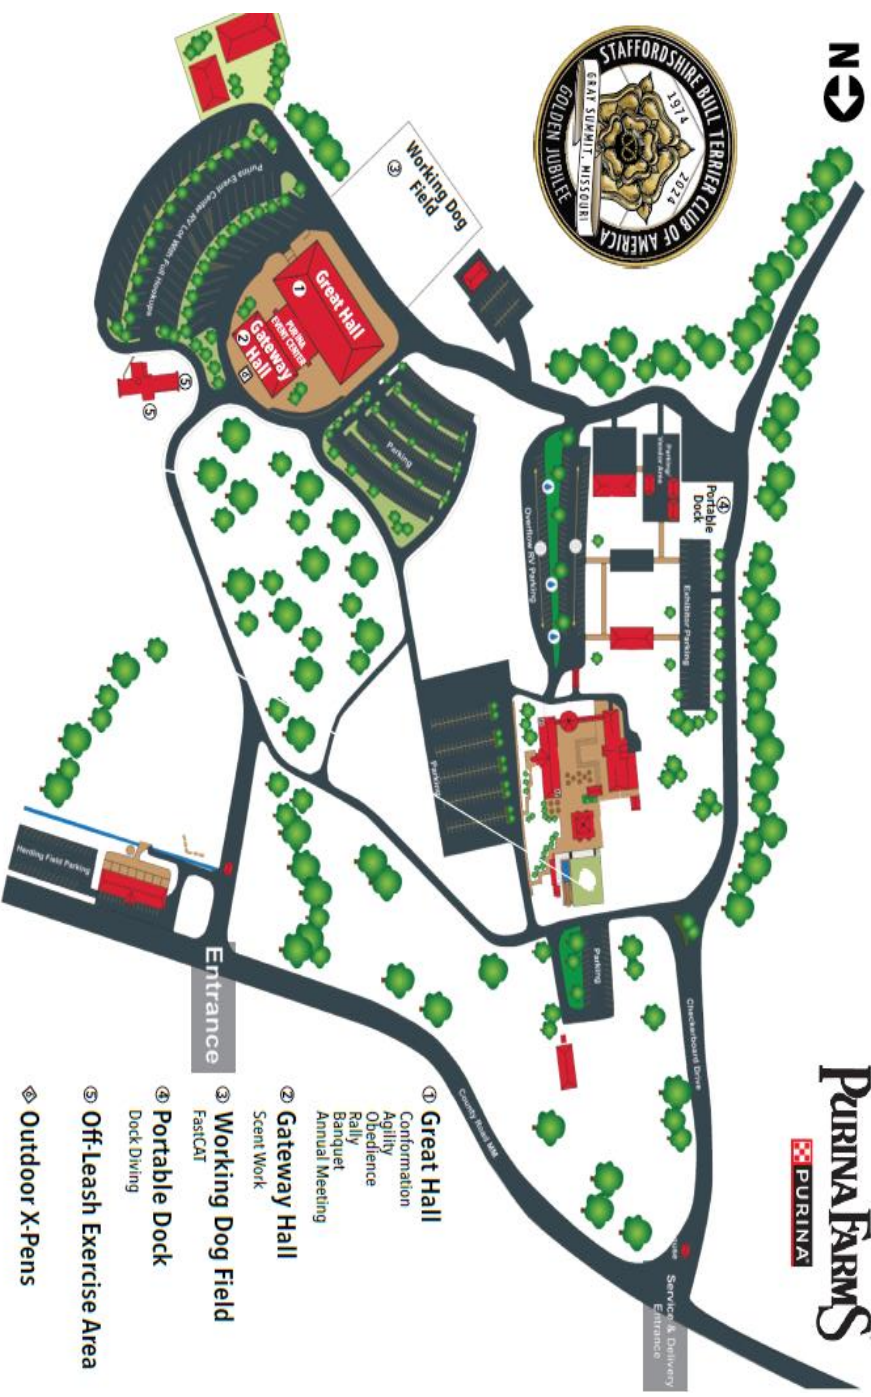 N
STAFFORDSHIRE BULL TERRIER CLUB OF AMERICA
1974
2024
GRAY SUMMIT, MISSOURI
GOLDEN JUBILEE
PURINA FARMS
PURINA
Working Dog
Field
③
Purina Event Center RV Lot With Full Hookups
Great Hall
①
PURINA
EVENT CENTER
Gateway
② Hall
⑥
⑤
⑤
Parking
Parking/
Vendor Area
④
Portable
Dock
Overflow RV Parking
Exhibitor Parking
Parking
Parking
Checkerboard Drive
County Road MM
Herding Field Parking
Entrance
Service & Delivery
Entrance
① Great Hall
Conformation
Agility
Obedience
Rally
Banquet
Annual Meeting
② Gateway Hall
Scent Work
③ Working Dog Field
FastCAT
④ Portable Dock
Dock Diving
⑤ Off-Leash Exercise Area
⑥ Outdoor X-Pens